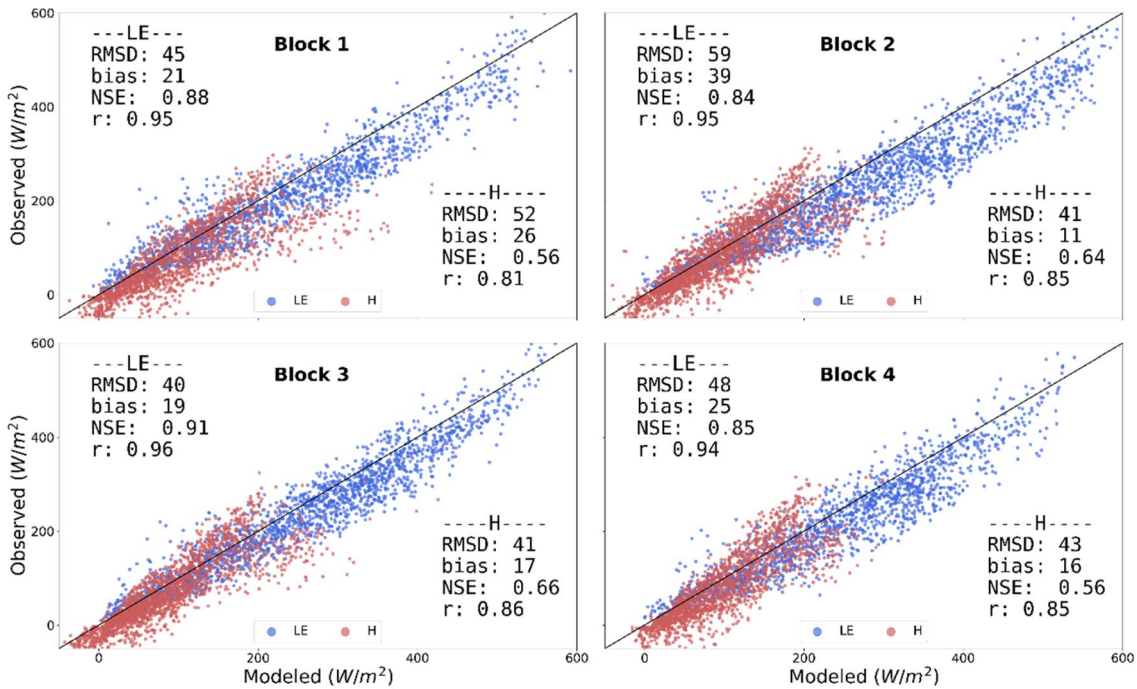 600
400
200
0
Observed (W/m²)
---LE---
RMSD: 45
bias: 21
NSE: 0.88
r: 0.95
Block 1
----H----
RMSD: 52
bias: 26
NSE: 0.56
r: 0.81
LE H
---LE---
RMSD: 59
bias: 39
NSE: 0.84
r: 0.95
Block 2
----H----
RMSD: 41
bias: 11
NSE: 0.64
r: 0.85
LE H
600
400
200
0
Observed (W/m²)
---LE---
RMSD: 40
bias: 19
NSE: 0.91
r: 0.96
Block 3
----H----
RMSD: 41
bias: 17
NSE: 0.66
r: 0.86
LE H
0 200 400 600
Modeled (W/m²)
---LE---
RMSD: 48
bias: 25
NSE: 0.85
r: 0.94
Block 4
----H----
RMSD: 43
bias: 16
NSE: 0.56
r: 0.85
LE H
0 200 400 600
Modeled (W/m²)